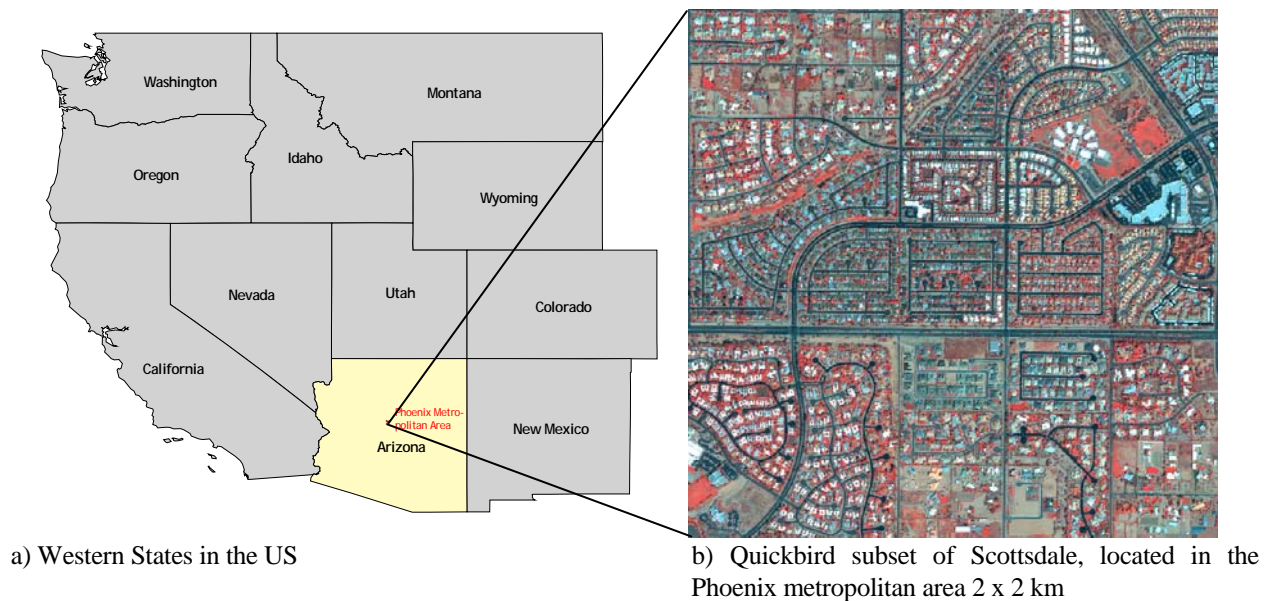 Washington
Montana
Oregon
Idaho
Wyoming
Nevada
Utah
Colorado
California
Phoenix Metro-
politan Area
Arizona
New Mexico
a) Western States in the US
b) Quickbird subset of Scottsdale, located in the
Phoenix metropolitan area 2 x 2 km